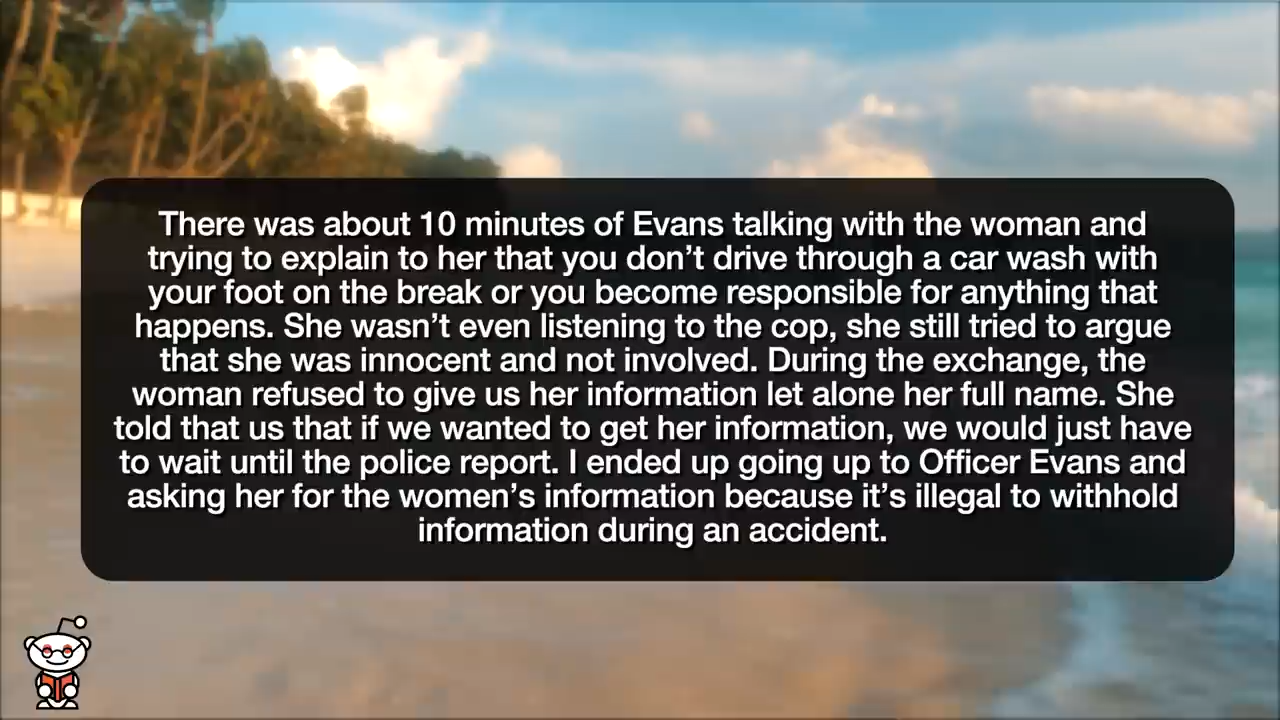 There was about 10 minutes of Evans talking with the woman and
trying to explain to her that you don’t drive through a car wash with
your foot on the break or you become responsible for anything that
happens. She wasn’t even listening to the cop, she still tried to argue
that she was innocent and not involved. During the exchange, the
woman refused to give us her information let alone her full name. She
told that us that if we wanted to get her information, we would just have
to wait until the police report. I ended up going up to Officer Evans and
asking her for the women’s information because it’s illegal to withhold
information during an accident.